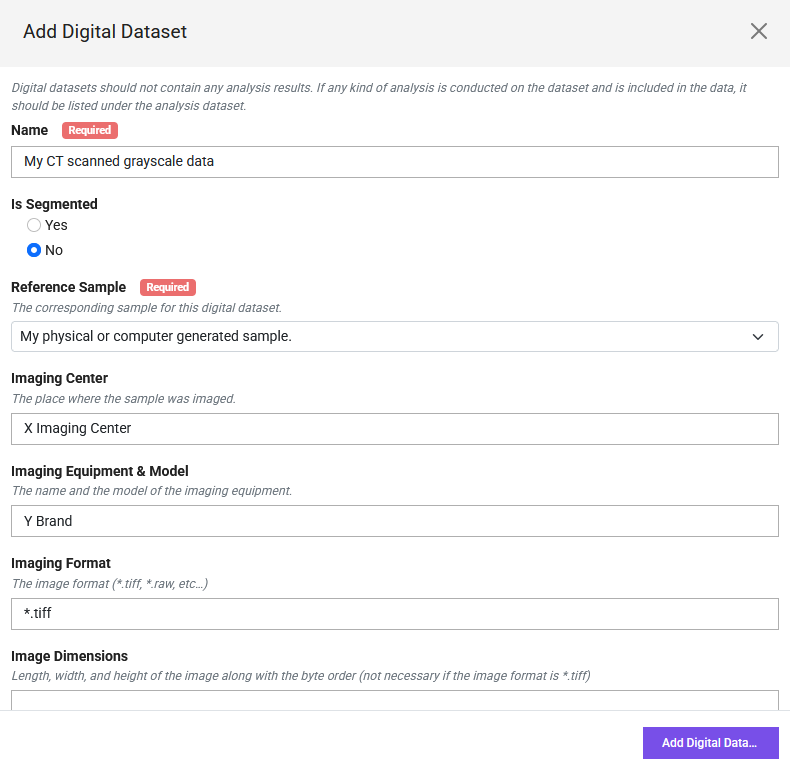 Add Digital Dataset
Digital datasets should not contain any analysis results. If any kind of analysis is conducted on the dataset and is included in the data, it
should be listed under the analysis dataset.
Name Required
My CT scanned grayscale data
Is Segmented
Yes
No
Reference Sample Required
The corresponding sample for this digital dataset.
My physical or computer generated sample.
Imaging Center
The place where the sample was imaged.
X Imaging Center
Imaging Equipment & Model
The name and the model of the imaging equipment.
Y Brand
Imaging Format
The image format (*.tiff, *.raw, etc...)
*.tiff
Image Dimensions
Length, width, and height of the image along with the byte order (not necessary if the image format is *.tiff)
Add Digital Data...